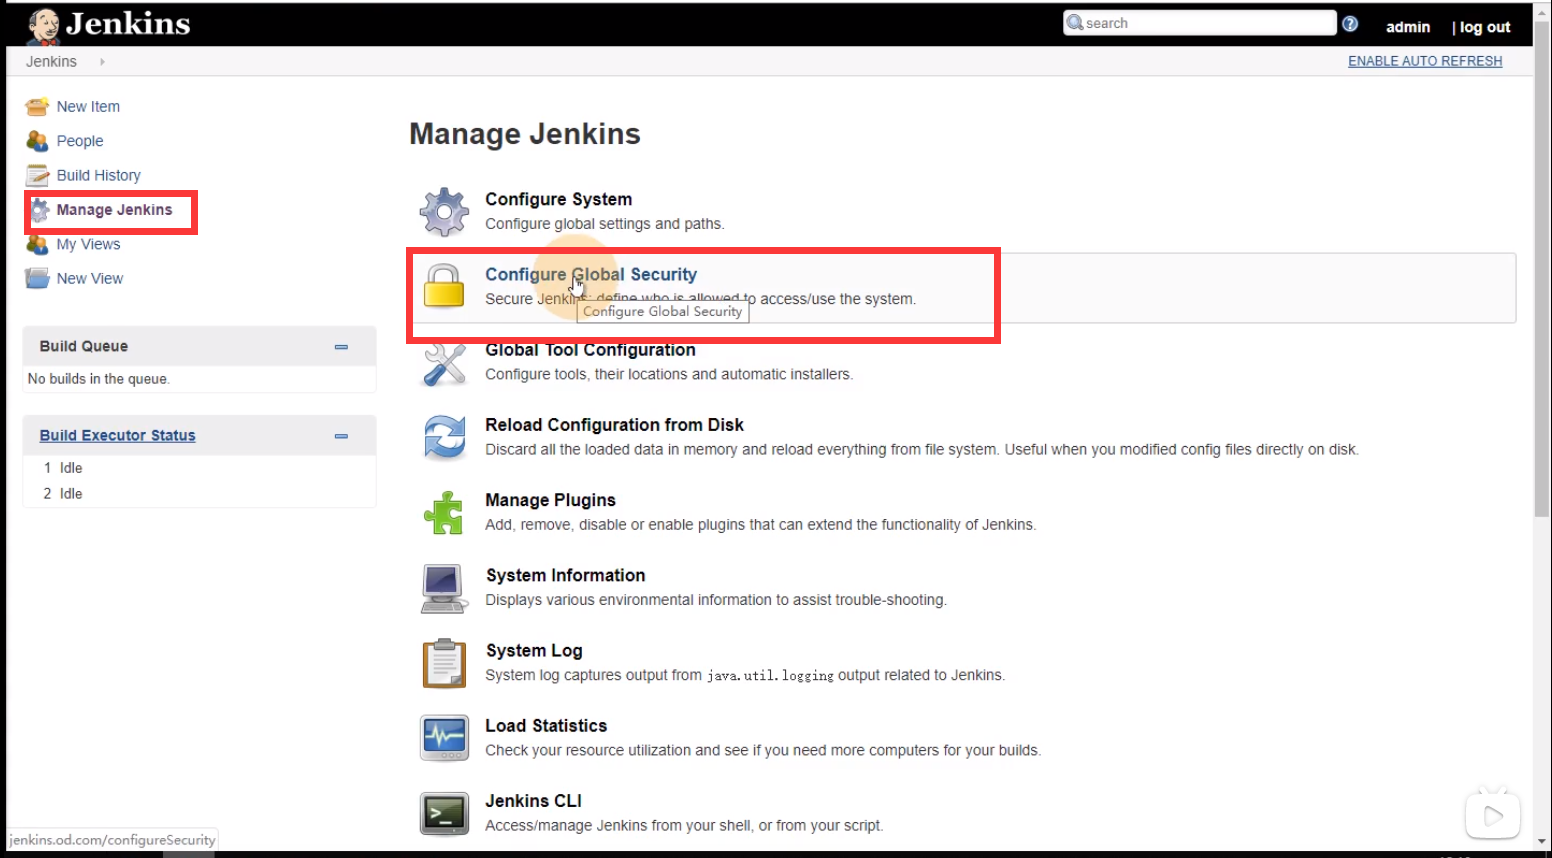 Jenkins
search
admin
| log out
Jenkins
ENABLE AUTO REFRESH
New Item
People
Build History
Manage Jenkins
My Views
New View
Build Queue
No builds in the queue.
Build Executor Status
1 Idle
2 Idle
Manage Jenkins
Configure System
Configure global settings and paths.
Configure Global Security
Secure Jenkins; define who is allowed to access/use the system.
Configure Global Security
Global Tool Configuration
Configure tools, their locations and automatic installers.
Reload Configuration from Disk
Discard all the loaded data in memory and reload everything from file system. Useful when you modified config files directly on disk.
Manage Plugins
Add, remove, disable or enable plugins that can extend the functionality of Jenkins.
System Information
Displays various environmental information to assist trouble-shooting.
System Log
System log captures output from java.util.logging output related to Jenkins.
Load Statistics
Check your resource utilization and see if you need more computers for your builds.
Jenkins CLI
Access/manage Jenkins from your shell, or from your script.
jenkins.od.com/configureSecurity